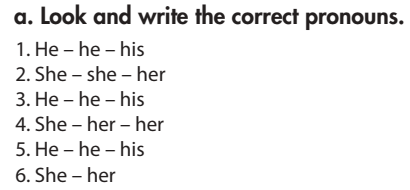 a. Look and write the correct pronouns.
1. He – he – his
2. She – she – her
3. He – he – his
4. She – her – her
5. He – he – his
6. She – her